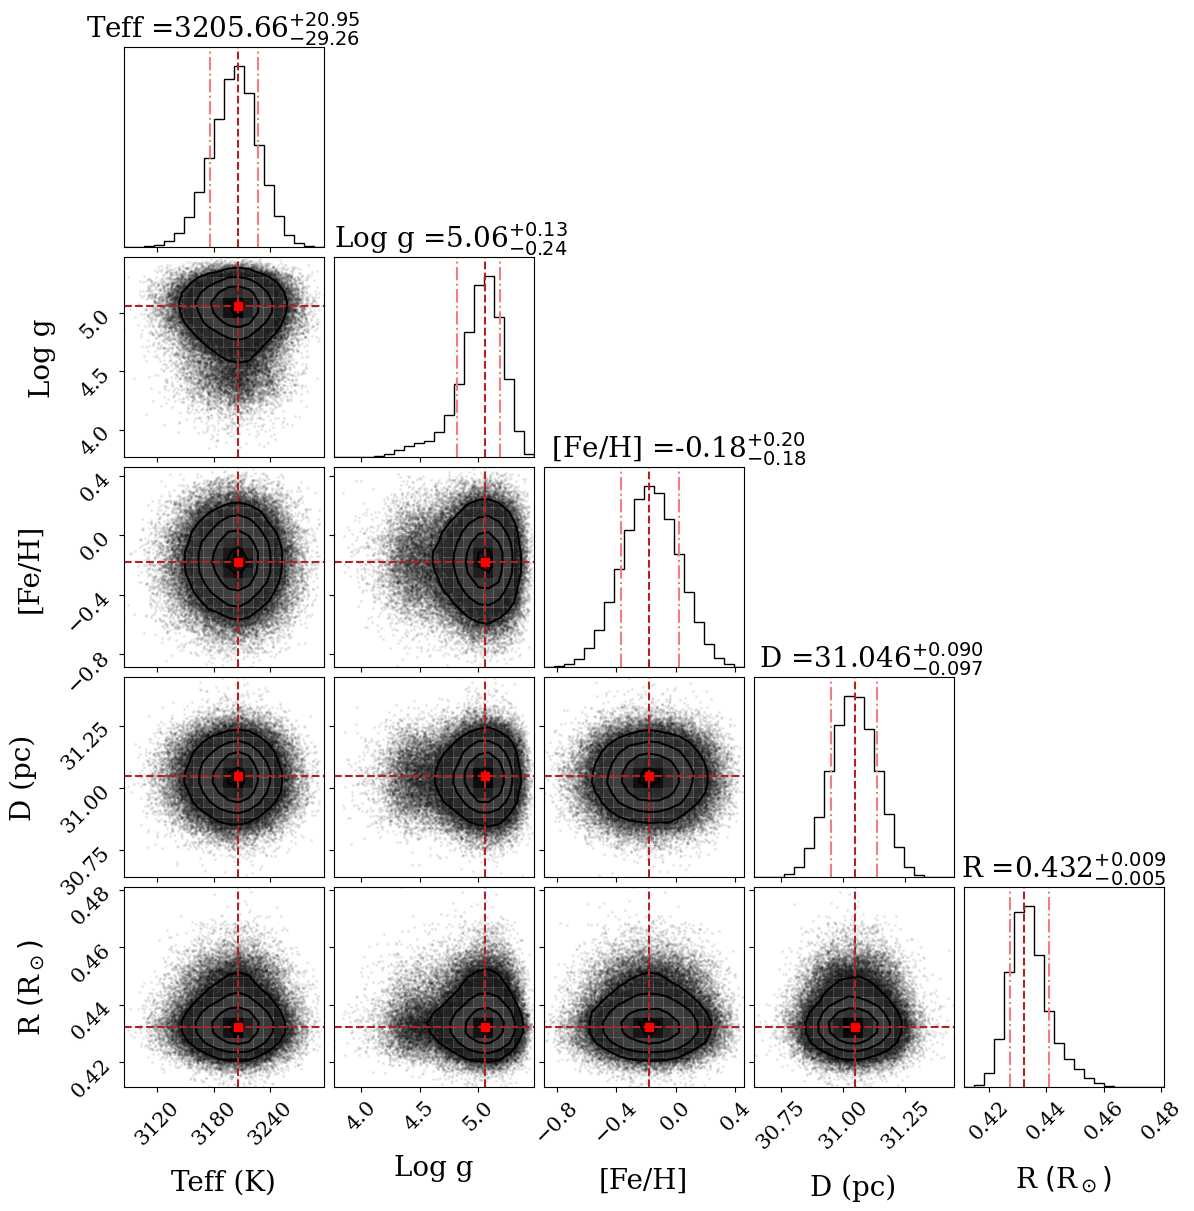 Teff =3205.66+20.95−29.26
Log g =5.06+0.13−0.24
5.0
4.5
4.0
Log g
[Fe/H] =-0.18+0.20−0.18
0.4
0.0
−0.4
−0.8
[Fe/H]
D =31.046+0.090−0.097
31.25
31.00
30.75
D (pc)
R =0.432+0.009−0.005
0.48
0.46
0.44
0.42
R (R⊙)
3120 3180 3240
4.0 4.5 5.0
−0.8 −0.4 0.0 0.4
30.75 31.00 31.25
0.42 0.44 0.46 0.48
Teff (K)
Log g
[Fe/H]
D (pc)
R (R⊙)